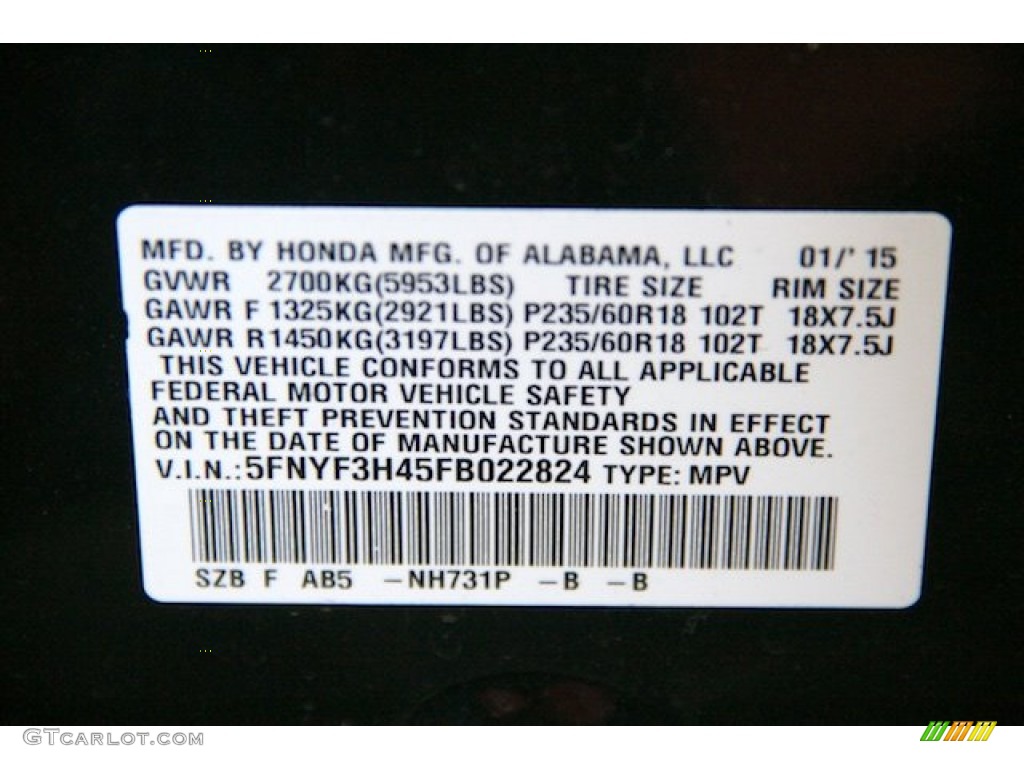 MFD. BY HONDA MFG. OF ALABAMA, LLC 01/' 15
GVWR 2700KG(5953LBS) TIRE SIZE RIM SIZE
GAWR F 1325KG(2921LBS) P235/60R18 102T 18X7.5J
GAWR R1450KG(3197LBS) P235/60R18 102T 18X7.5J
THIS VEHICLE CONFORMS TO ALL APPLICABLE
FEDERAL MOTOR VEHICLE SAFETY
AND THEFT PREVENTION STANDARDS IN EFFECT
ON THE DATE OF MANUFACTURE SHOWN ABOVE.
V.I.N.:5FNYF3H45FB022824 TYPE: MPV
SZB F AB5 -NH731P -B -B
GTCARLOT.COM